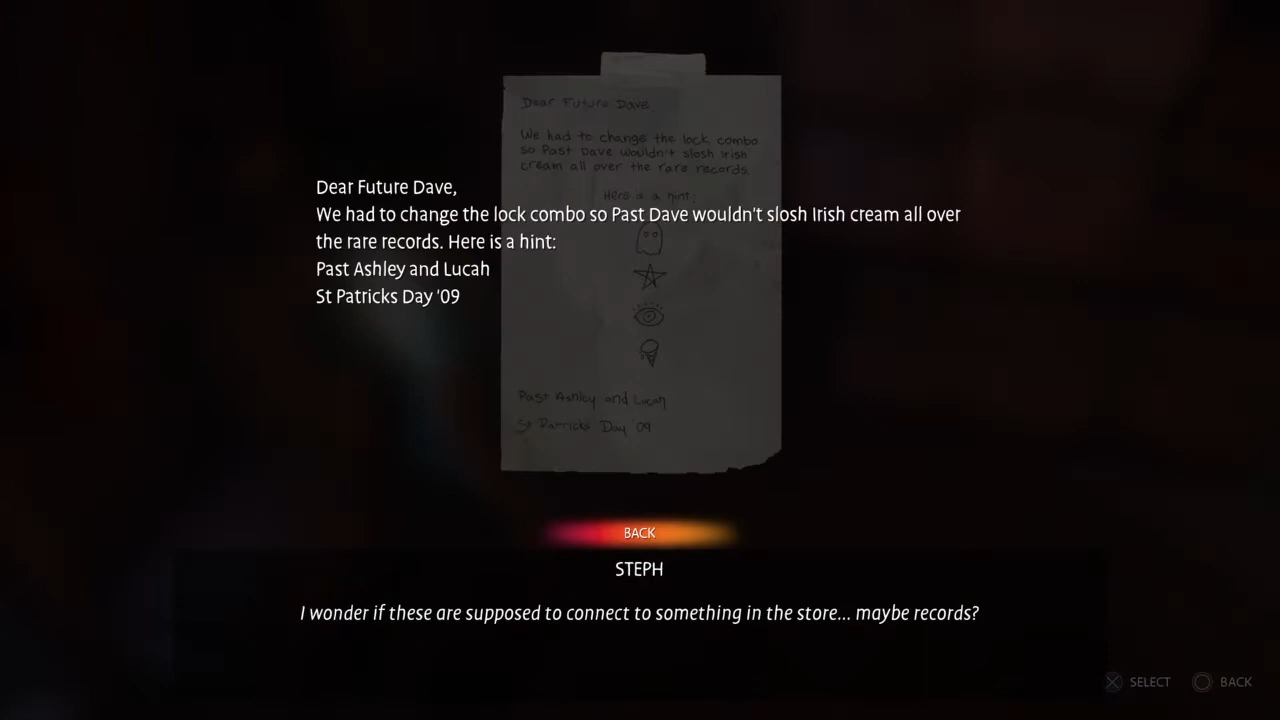 Dear Future Dave
We had to change the lock combo
so Past Dave wouldn't slosh Irish
cream all over the rare records.
Here is a hint:
Past Ashley and Lucah
St Patricks Day '09
Dear Future Dave,
We had to change the lock combo so Past Dave wouldn't slosh Irish cream all over
the rare records. Here is a hint:
Past Ashley and Lucah
St Patricks Day '09
BACK
STEPH
I wonder if these are supposed to connect to something in the store... maybe records?
SELECT BACK